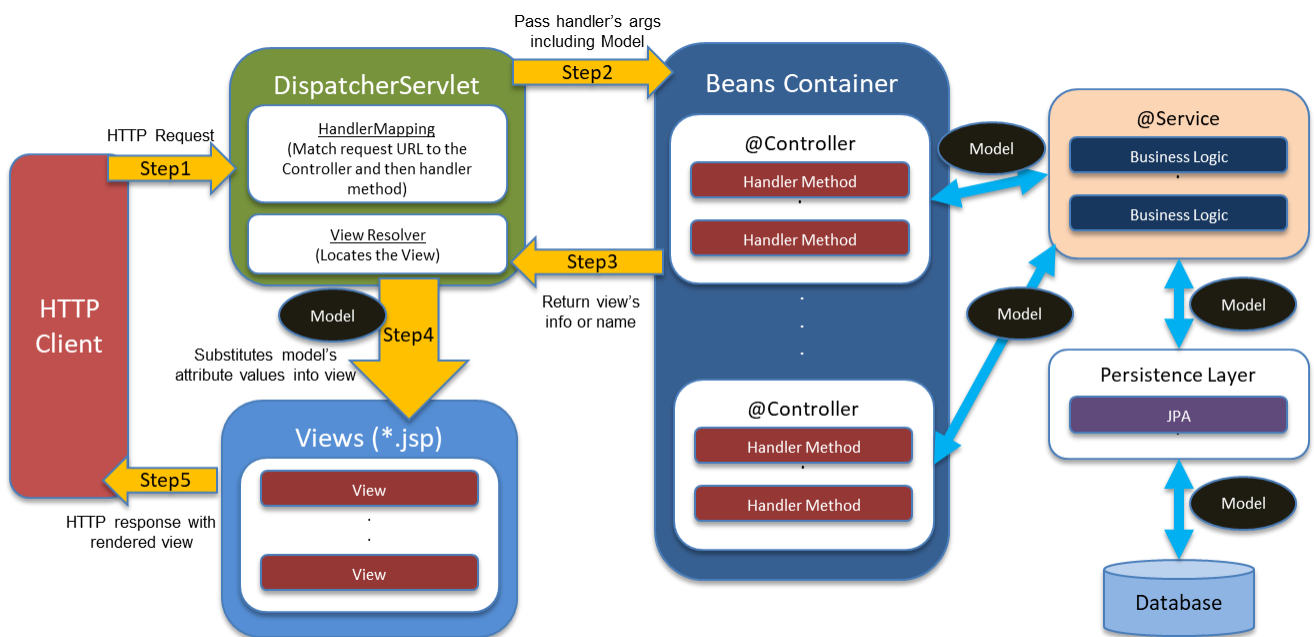 Pass handler's args
including Model
Step2
DispatcherServlet
HandlerMapping
(Match request URL to the
Controller and then handler
method)
View Resolver
(Locates the View)
HTTP Request
Step1
HTTP
Client
Beans Container
@Controller
Handler Method
.
Handler Method
.
.
.
@Controller
Handler Method
.
Handler Method
Step3
Return view's
info or name
Model
Step4
Substitutes model's
attribute values into view
Views (*.jsp)
View
.
.
View
Step5
HTTP response with
rendered view
Model
Model
@Service
Business Logic
.
Business Logic
Model
Persistence Layer
JPA
.
Model
Database